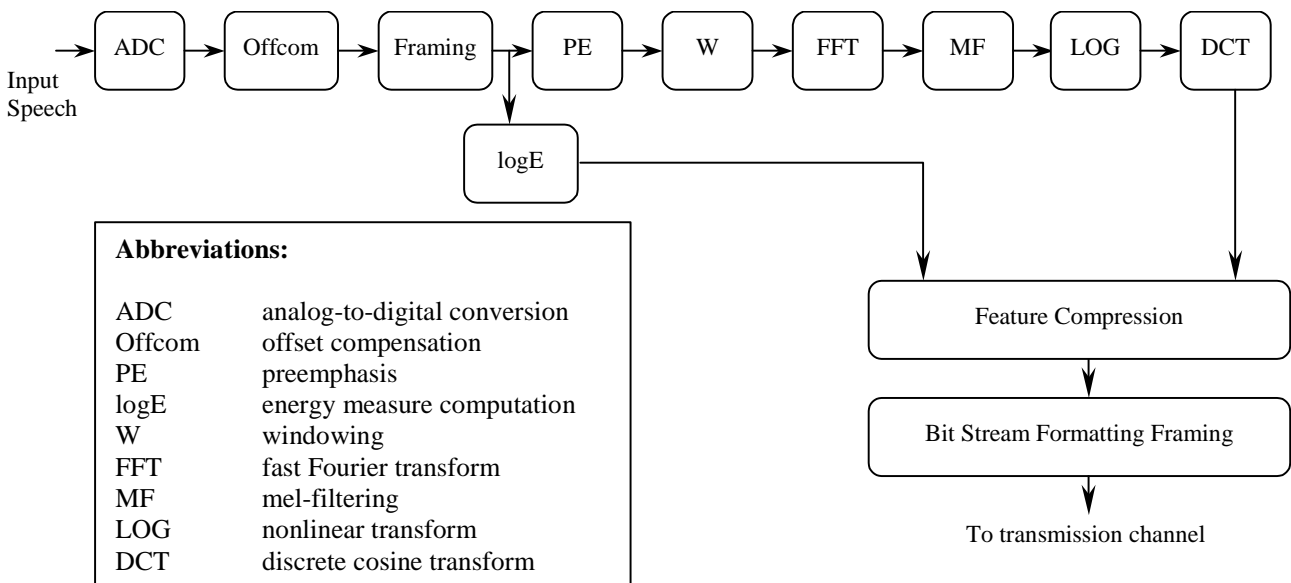 ADC
Offcom
Framing
PE
W
FFT
MF
LOG
DCT
Input
Speech
logE
Abbreviations:
ADC analog-to-digital conversion
Offcom offset compensation
PE preemphasis
logE energy measure computation
W windowing
FFT fast Fourier transform
MF mel-filtering
LOG nonlinear transform
DCT discrete cosine transform
Feature Compression
Bit Stream Formatting Framing
To transmission channel